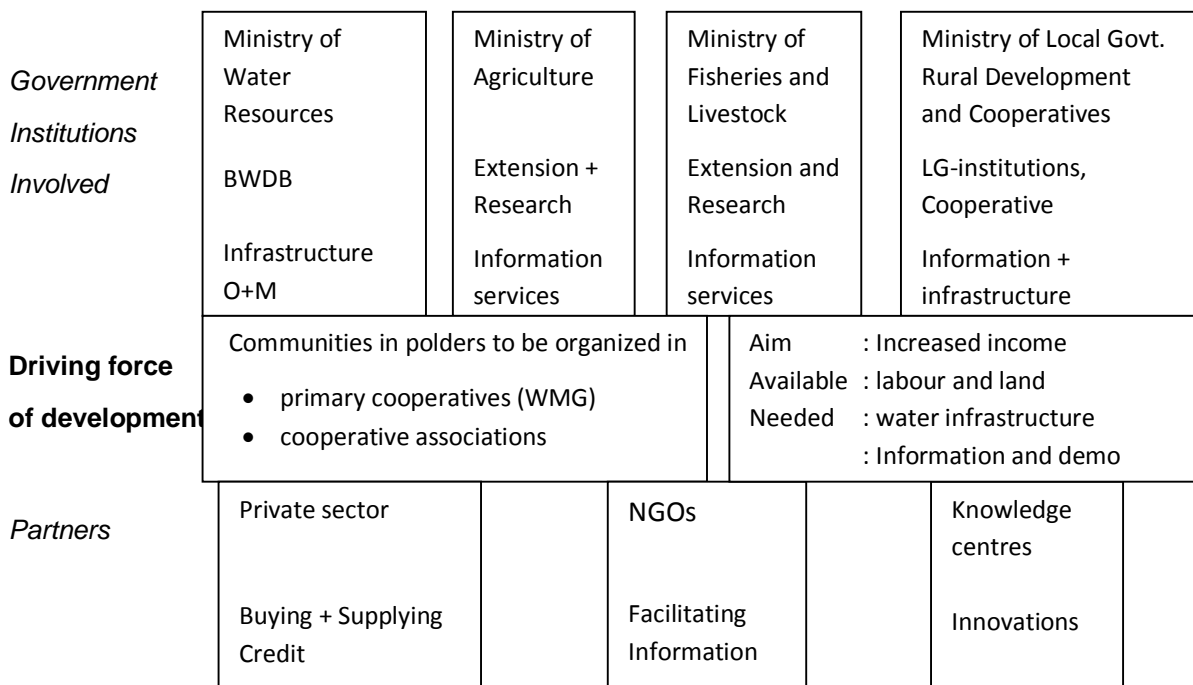 Government
Institutions
Involved
Ministry of
Water
Resources
BWDB
Infrastructure
O+M
Ministry of
Agriculture
Extension +
Research
Information
services
Ministry of
Fisheries and
Livestock
Extension and
Research
Information
services
Ministry of Local Govt.
Rural Development
and Cooperatives
LG-institutions,
Cooperative
Information +
infrastructure
Driving force
of development
Communities in polders to be organized in
• primary cooperatives (WMG)
• cooperative associations
Aim : Increased income
Available : labour and land
Needed : water infrastructure
: Information and demo
Partners
Private sector
Buying + Supplying
Credit
NGOs
Facilitating
Information
Knowledge
centres
Innovations